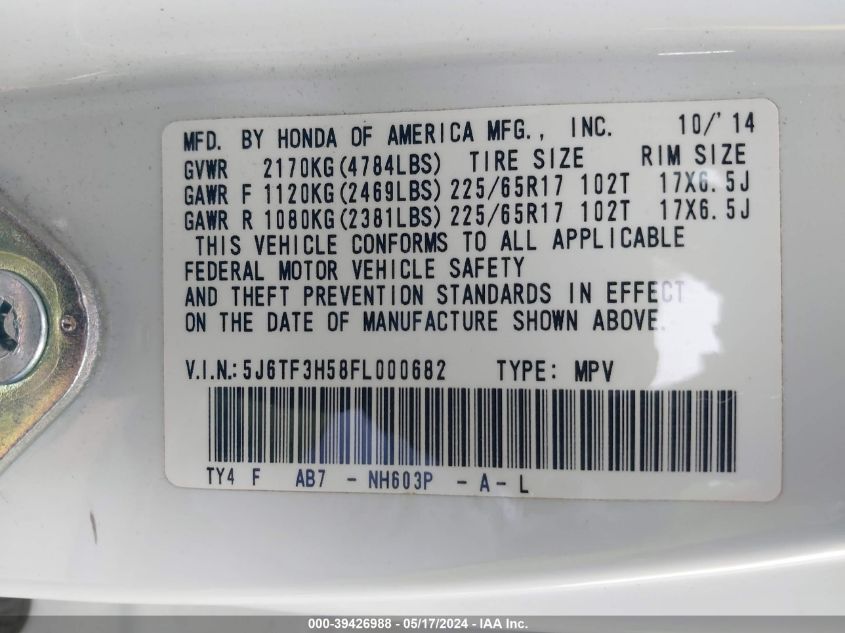 MFD. BY HONDA OF AMERICA MFG., INC. 10/'14
GVWR 2170KG(4784LBS) TIRE SIZE RIM SIZE
GAWR F 1120KG(2469LBS) 225/65R17 102T 17X6.5J
GAWR R 1080KG(2381LBS) 225/65R17 102T 17X6.5J
THIS VEHICLE CONFORMS TO ALL APPLICABLE
FEDERAL MOTOR VEHICLE SAFETY
AND THEFT PREVENTION STANDARDS IN EFFECT
ON THE DATE OF MANUFACTURE SHOWN ABOVE.
V.I.N.: 5J6TF3H58FL000682 TYPE: MPV
TY4 F AB7 - NH603P - A - L
000-39426988 - 05/17/2024 - IAA Inc.